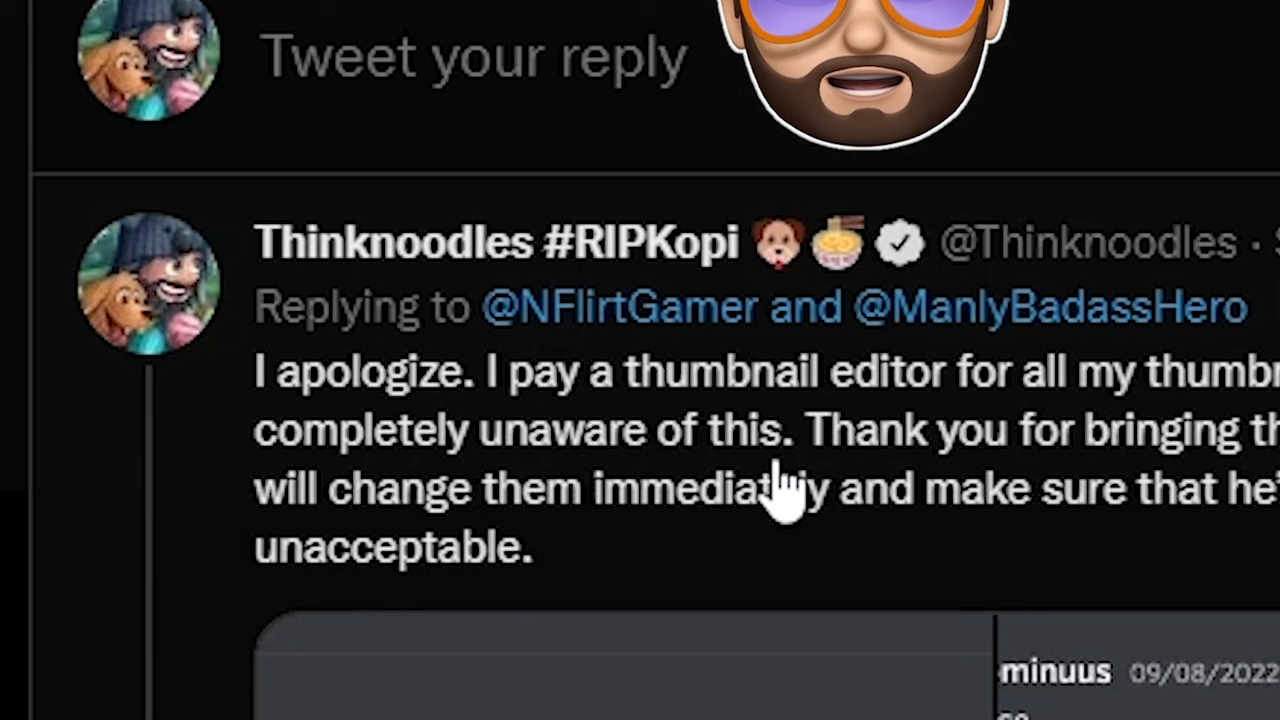 Tweet your reply
Thinknoodles #RIPKopi 🐶🍜 @Thinknoodles ·
Replying to @NFlirtGamer and @ManlyBadassHero
I apologize. I pay a thumbnail editor for all my
completely unaware of this. Thank you for bringing
will change them immediatly and make sure that
unacceptable.
minuus 09/08/2022